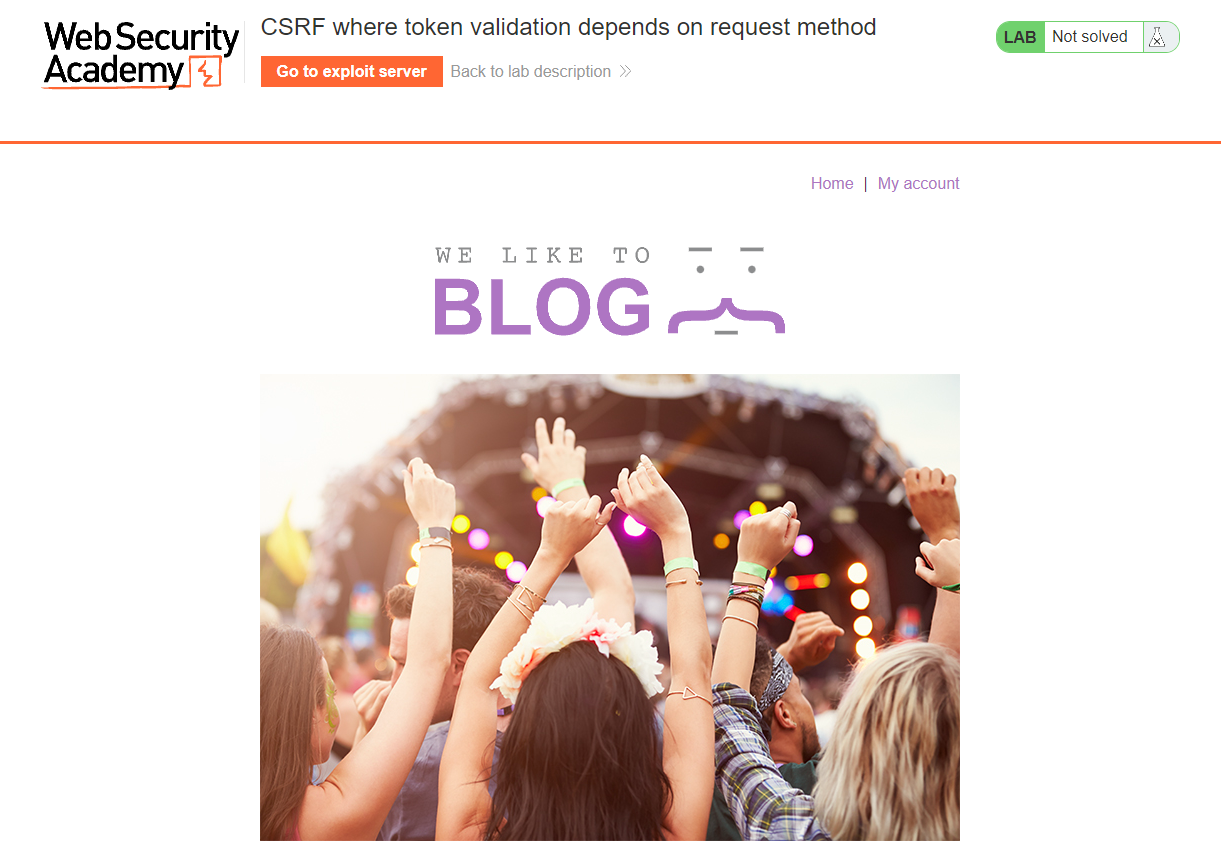 Web Security
Academy
CSRF where token validation depends on request method
Go to exploit server
Back to lab description
LAB
Not solved
Home | My account
WE LIKE TO
BLOG